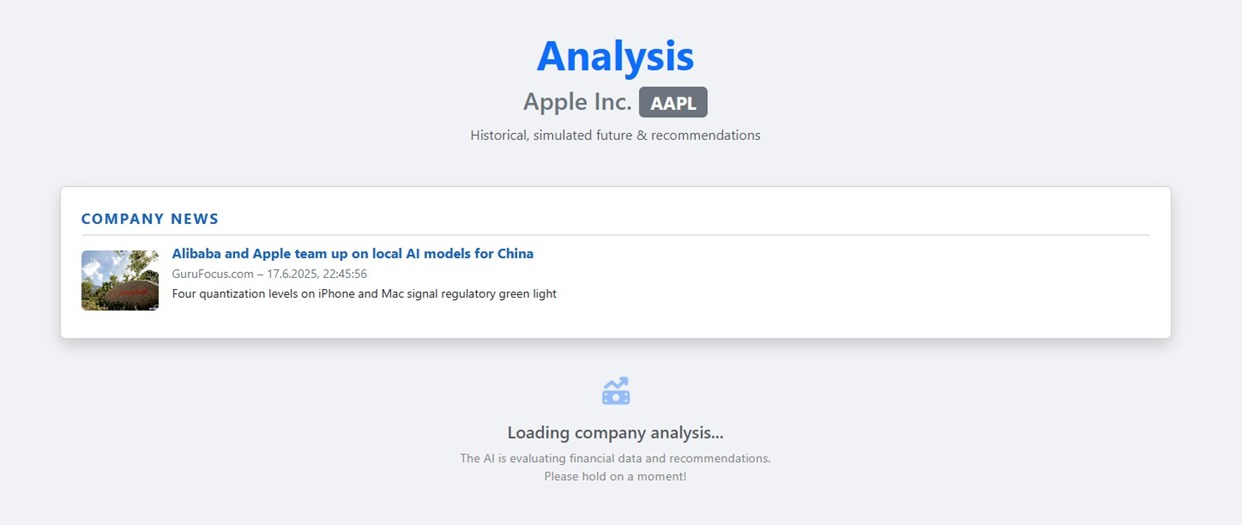 Analysis
Apple Inc. AAPL
Historical, simulated future & recommendations
COMPANY NEWS
Alibaba and Apple team up on local AI models for China
GuruFocus.com – 17.6.2025, 22:45:56
Four quantization levels on iPhone and Mac signal regulatory green light
Loading company analysis...
The AI is evaluating financial data and recommendations.
Please hold on a moment!